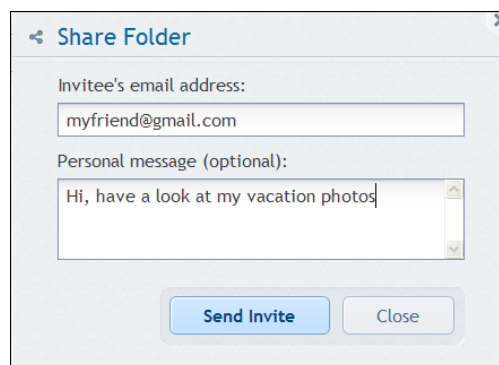 Share Folder
Invitee's email address:
myfriend@gmail.com
Personal message (optional):
Hi, have a look at my vacation photos
Send Invite
Close